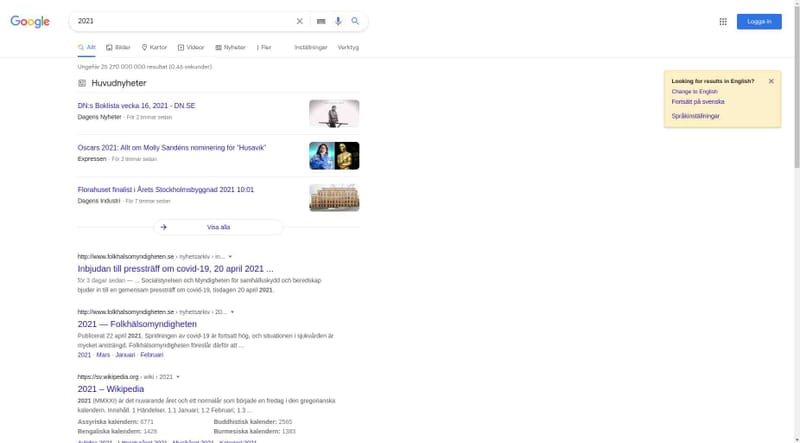 Google
2021
Logga in
Allt
Bilder
Kartor
Videor
Nyheter
Fler
Inställningar
Verktyg
Ungefär 25 270 000 000 resultat (0,44 sekunder)
Looking for results in English?
Change to English
Fortsätt på svenska
Språkinställningar
Huvudnyheter
DN:s Boklista vecka 16, 2021 - DN.SE
Dagens Nyheter · För 2 timmar sedan
Oscars 2021: Allt om Molly Sandéns nominering för "Husavik"
Expressen · För 2 timmar sedan
Florahuset finalist i Årets Stockholmsbyggnad 2021 10:01
Dagens Industri · För 7 timmar sedan
Visa alla
http://www.folkhalsomyndigheten.se › nyhetsarkiv › m...
Inbjudan till pressträff om covid-19, 20 april 2021 ...
för 3 dagar sedan — ... Socialstyrelsen och Myndigheten för samhällsskydd och beredskap
bjuder in till en gemensam pressträff om covid-19, tisdagen 20 april 2021.
http://www.folkhalsomyndigheten.se › nyhetsarkiv › 20...
2021 — Folkhälsomyndigheten
Publicerat 22 april 2021. Spridningen av covid-19 är fortsatt hög, och situationen i sjukvården är
mycket ansträngd. Folkhälsomyndigheten föreslår därför att ...
2021 · Mars · Januari · Februari
https://sv.wikipedia.org › wiki › 2021
2021 – Wikipedia
2021 (MMXXI) är det nuvarande året och ett normalår som började en fredag i den gregorianska
kalendern. Innehåll. 1 Händelser. 1.1 Januari; 1.2 Februari; 1.3 ...
Assyriska kalendern: 6771
Buddhistisk kalender: 2565
Bengaliska kalendern: 1428
Burmesiska kalendern: 1383